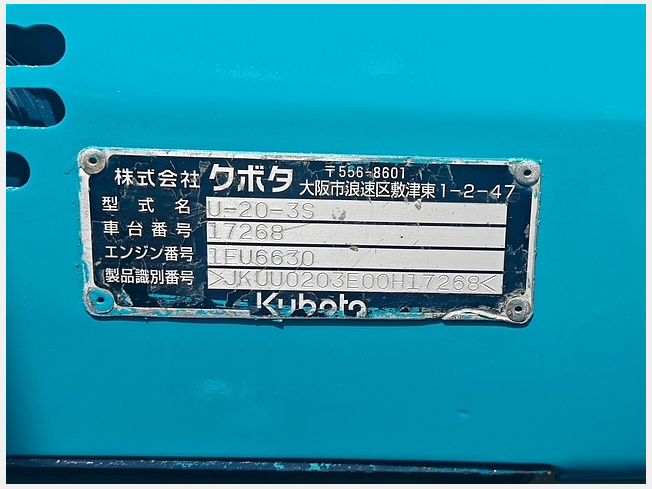 株式会社 クボタ 〒556-8601
大阪市浪速区敷津東1-2-47
型式名 U-20-3S
車台番号 17268
エンジン番号 1FU6630
製品識別番号 >JKUU0203E00H17268<
Kubota